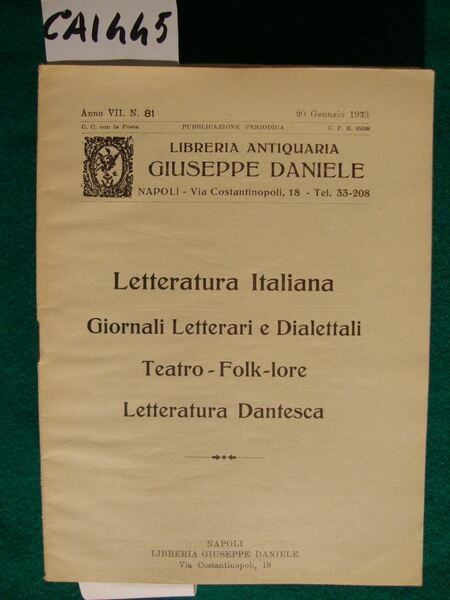 CA1445
Anno VII. N. 81 20 Gennaio 1933
C. C. con la Posta PUBBLICAZIONE PERIODICA C. P. E.
LIBRERIA ANTIQUARIA
GIUSEPPE DANIELE
NAPOLI - Via Costantinopoli, 18 - Tel. 33-208
Letteratura Italiana
Giornali Letterari e Dialettali
Teatro - Folk-lore
Letteratura Dantesca
NAPOLI
LIBRERIA GIUSEPPE DANIELE
Via Costantinopoli, 18